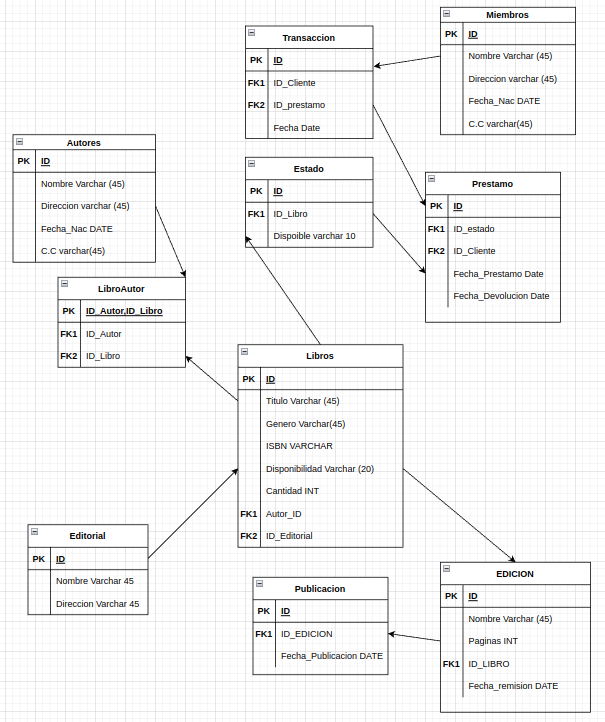 Miembros
PK ID
Nombre Varchar (45)
Direccion varchar (45)
Fecha_Nac DATE
C.C varchar(45)
Transaccion
PK ID
FK1 ID_Cliente
FK2 ID_prestamo
Fecha Date
Autores
PK ID
Nombre Varchar (45)
Direccion varchar (45)
Fecha_Nac DATE
C.C varchar(45)
Estado
PK ID
FK1 ID_Libro
Dispoible varchar 10
Prestamo
PK ID
FK1 ID_estado
FK2 ID_Cliente
Fecha_Prestamo Date
Fecha_Devolucion Date
LibroAutor
PK ID_Autor,ID_Libro
FK1 ID_Autor
FK2 ID_Libro
Libros
PK ID
Titulo Varchar (45)
Genero Varchar(45)
ISBN VARCHAR
Disponibilidad Varchar (20)
Cantidad INT
FK1 Autor_ID
FK2 ID_Editorial
Editorial
PK ID
Nombre Varchar 45
Direccion Varchar 45
Publicacion
PK ID
FK1 ID_EDICION
Fecha_Publicacion DATE
EDICION
PK ID
Nombre Varchar (45)
Paginas INT
FK1 ID_LIBRO
Fecha_remision DATE